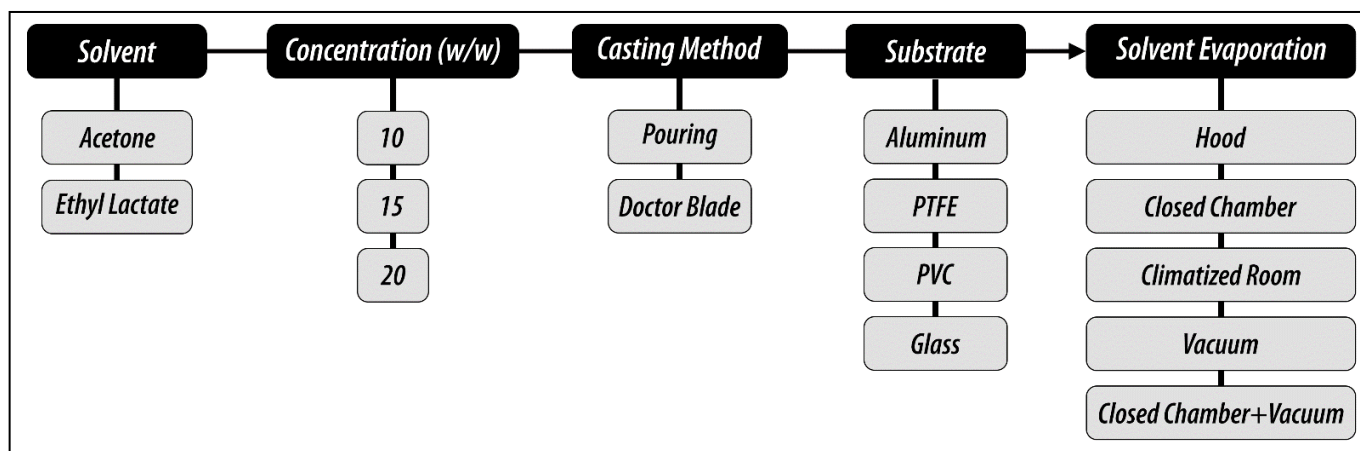 Solvent
Concentration (w/w)
Casting Method
Substrate
Solvent Evaporation
Acetone
Ethyl Lactate
10
15
20
Pouring
Doctor Blade
Aluminum
PTFE
PVC
Glass
Hood
Closed Chamber
Climatized Room
Vacuum
Closed Chamber+Vacuum